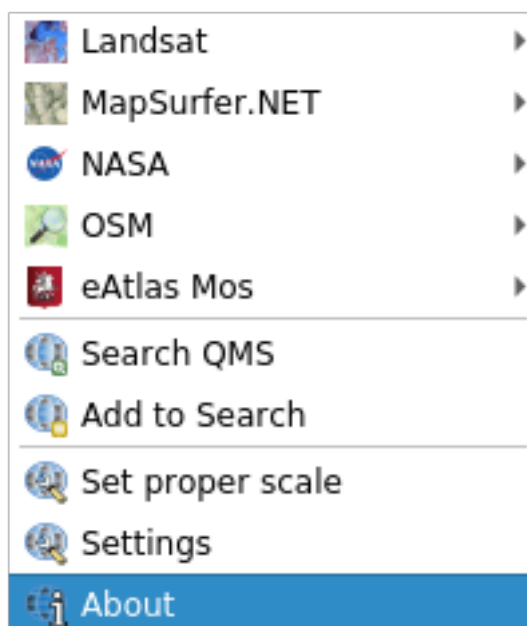 Landsat
MapSurfer.NET
NASA
OSM
eAtlas Mos
Search QMS
Add to Search
Set proper scale
Settings
About